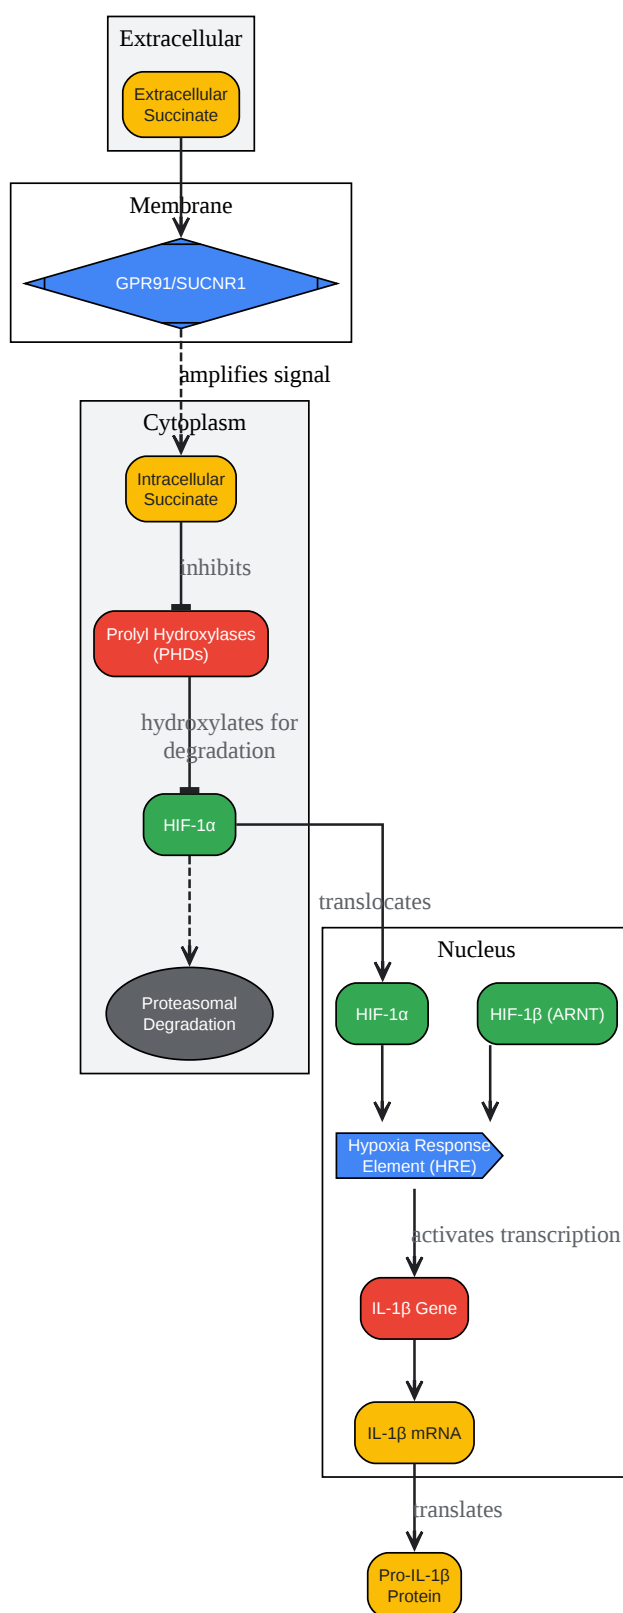 Extracellular
Extracellular
Succinate
Membrane
GPR91/SUCNR1
amplifies signal
Cytoplasm
Intracellular
Succinate
inhibits
Prolyl Hydroxylases
(PHDs)
hydroxylates for
degradation
HIF-1α
translocates
Nucleus
Proteasomal
Degradation
HIF-1α
HIF-1β (ARNT)
Hypoxia Response
Element (HRE)
activates transcription
IL-1β Gene
IL-1β mRNA
translates
Pro-IL-1β
Protein